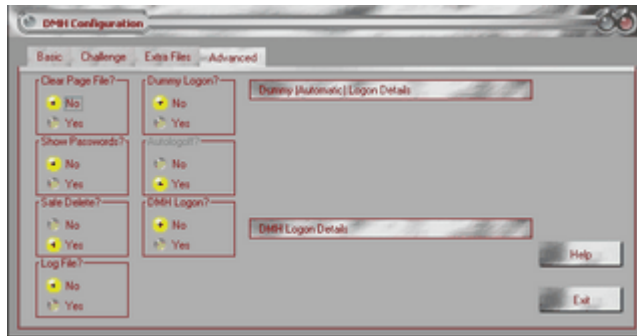 DMH Configuration
Basic Challenge Extra Files Advanced
Clear Page File?
No
Yes
Dummy Logon?
No
Yes
Dummy (Automatic) Logon Details
Show Passwords?
No
Yes
Autologoff?
No
Yes
Safe Delete?
No
Yes
DMH Logon?
No
Yes
DMH Logon Details
Log File?
No
Yes
Help
Exit